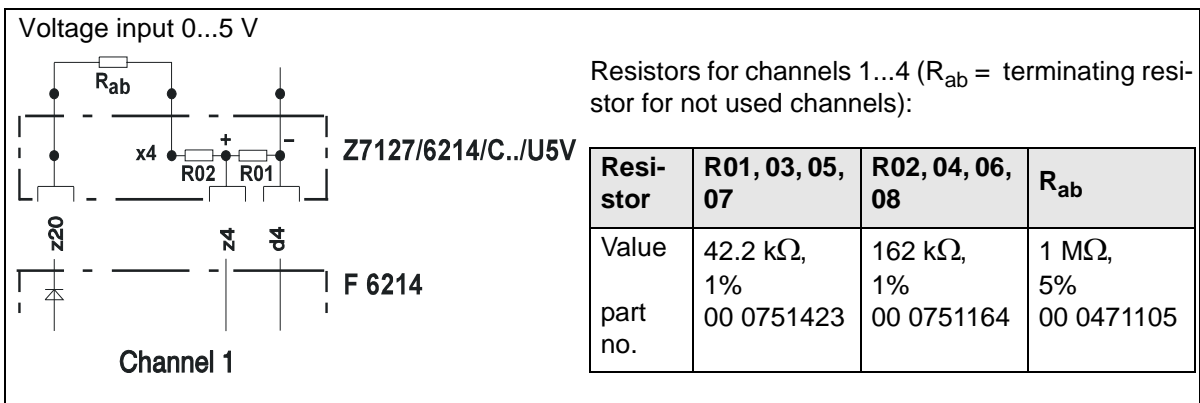 Voltage input 0...5 V
Rab
x4
R02
+
R01
–
Z7127/6214/C../U5V
z20
z4
d4
F 6214
Channel 1
Resistors for channels 1...4 (Rab = terminating resi-
stor for not used channels):
Resi-
stor
R01, 03, 05,
07
R02, 04, 06,
08
Rab
Value
part
no.
42.2 kΩ,
1%
00 0751423
162 kΩ,
1%
00 0751164
1 MΩ,
5%
00 0471105